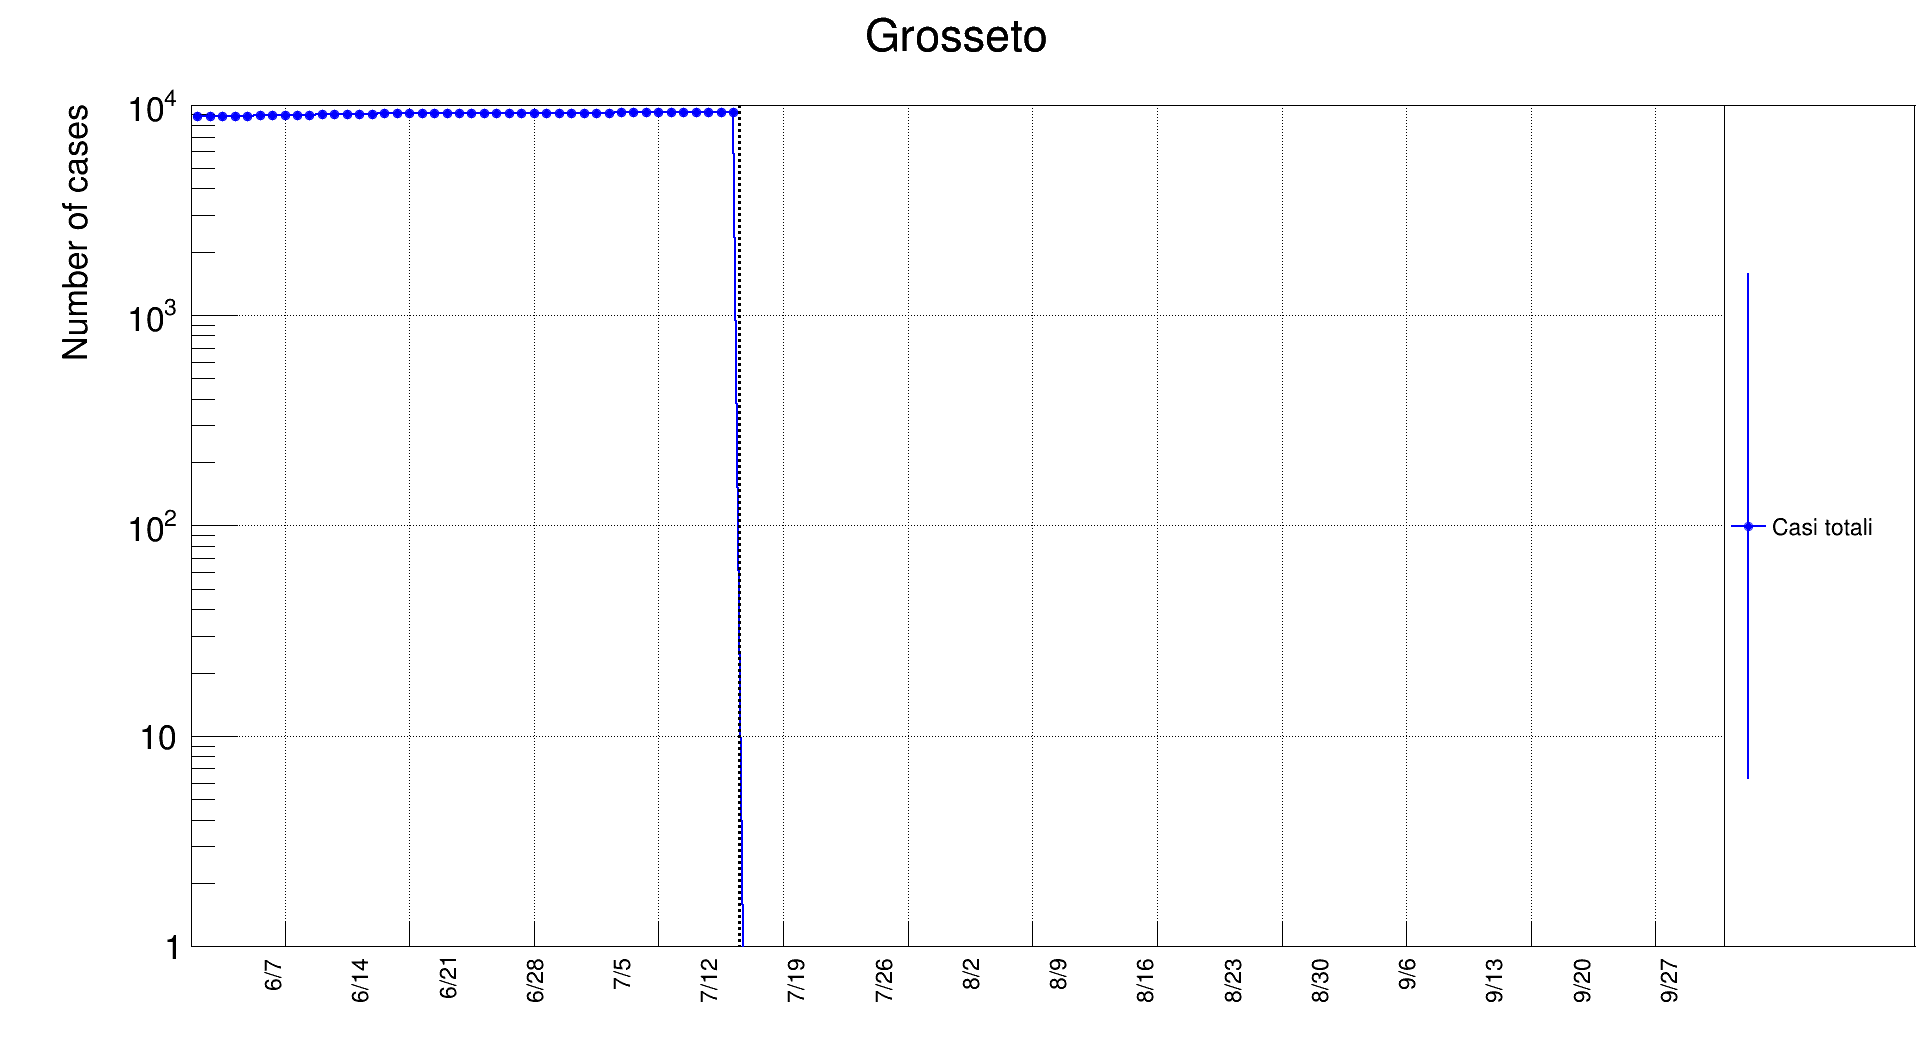 Grosseto
Number of cases
10^4
10^3
10^2
10
1
6/7 6/14 6/21 6/28 7/5 7/12 7/19 7/26 8/2 8/9 8/16 8/23 8/30 9/6 9/13 9/20 9/27
Casi totali